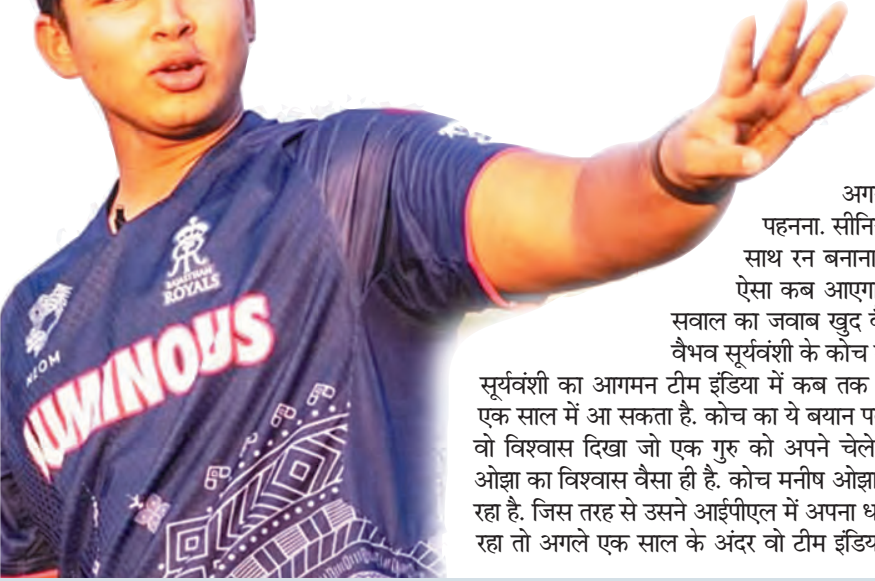 RAJASTHAN
ROYALS
NEOM
LUMINOUS
पहनना. सीनि
साथ रन बनाना
ऐसा कब आएगा
सवाल का जवाब खुद
वैभव सूर्यवंशी के कोच
सूर्यवंशी का आगमन टीम इंडिया में कब तक
एक साल में आ सकता है. कोच का ये बयान
वो विश्वास दिखा जो एक गुरु को अपने चेले
ओझा का विश्वास वैसा ही है. कोच मनीष ओझा
रहा है. जिस तरह से उसने आईपीएल में अपना
रहा तो अगले एक साल के अंदर वो टीम इंडिया